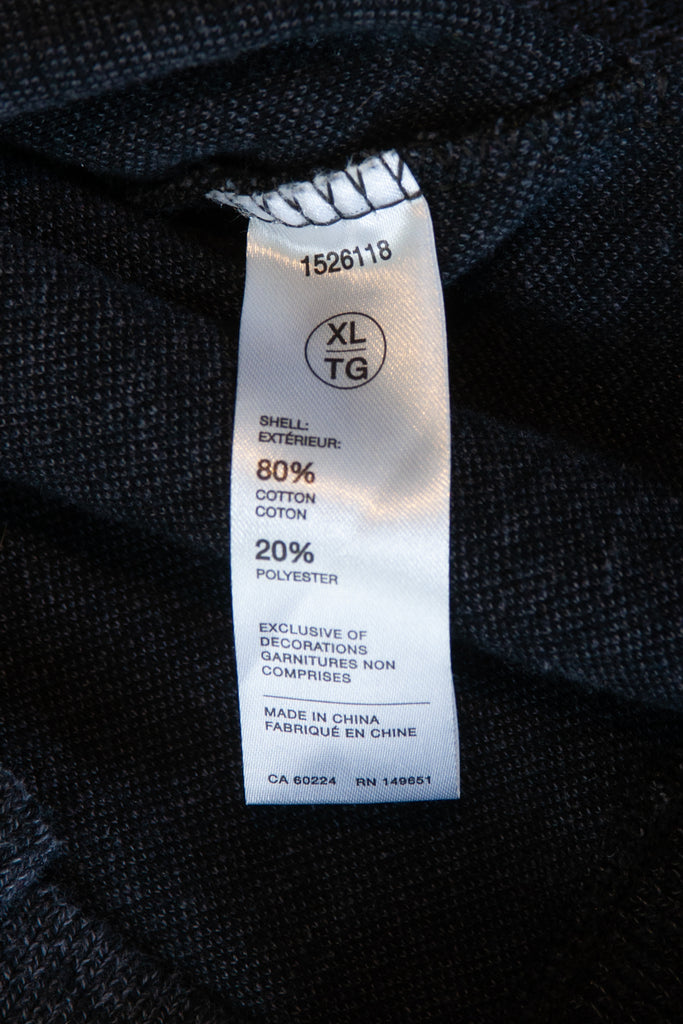 1526118
XL
TG
SHELL:
EXTÉRIEUR:
80%
COTTON
COTON
20%
POLYESTER
EXCLUSIVE OF
DECORATIONS
GARNITURES NON
COMPRISES
MADE IN CHINA
FABRIQUÉ EN CHINE
CA 60224 RN 149651